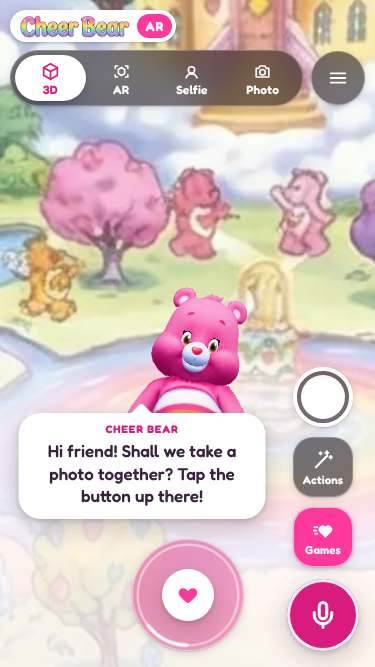 Cheer Bear AR
3D
AR
Selfie
Photo
CHEER BEAR
Hi friend! Shall we take a
photo together? Tap the
button up there!
Actions
Games